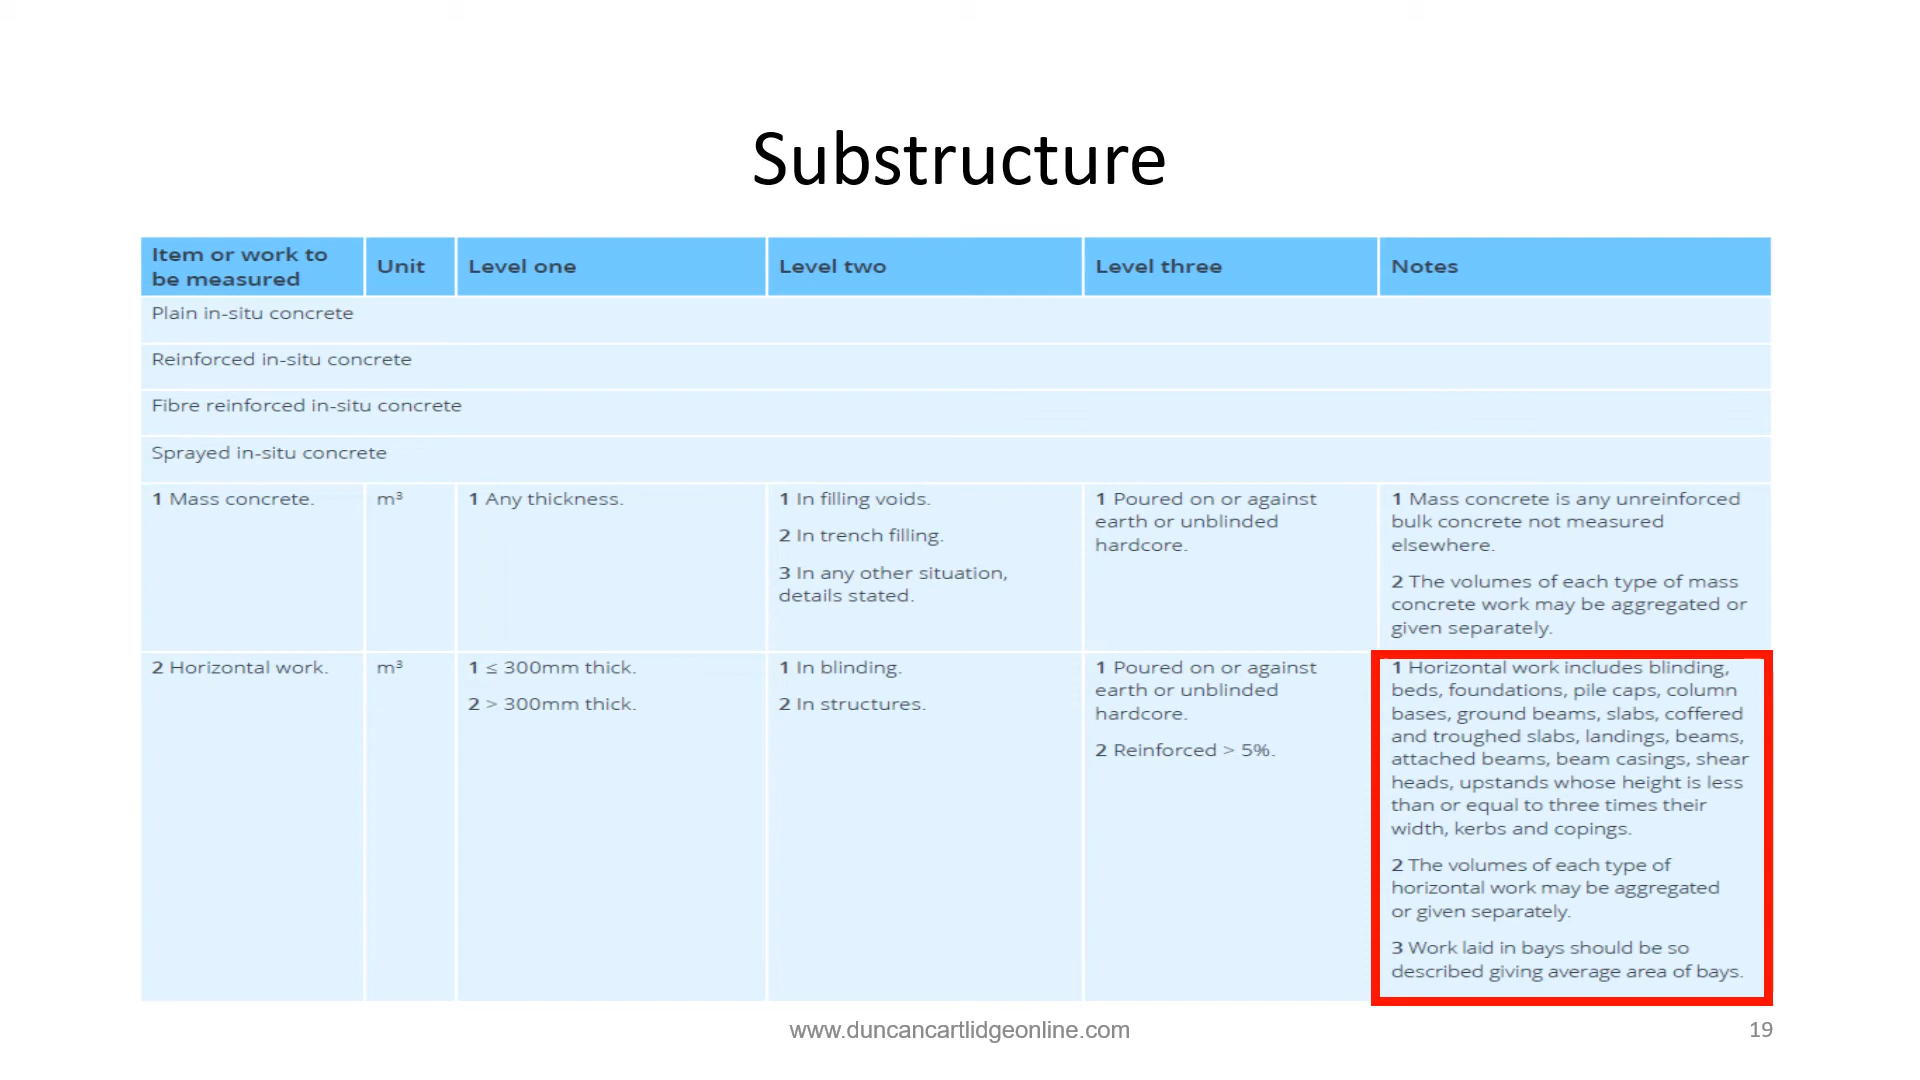 Substructure
Item or work to
be measured
Unit
Level one
Level two
Level three
Notes
Plain in-situ concrete
Reinforced in-situ concrete
Fibre reinforced in-situ concrete
Sprayed in-situ concrete
1 Mass concrete.
m³
1 Any thickness.
1 In filling voids.
2 In trench filling.
3 In any other situation,
details stated.
1 Poured on or against
earth or unblinded
hardcore.
1 Mass concrete is any unreinforced
bulk concrete not measured
elsewhere.
2 The volumes of each type of mass
concrete work may be aggregated or
given separately.
2 Horizontal work.
m³
1 ≤ 300mm thick.
2 > 300mm thick.
1 In blinding.
2 In structures.
1 Poured on or against
earth or unblinded
hardcore.
2 Reinforced > 5%.
1 Horizontal work includes blinding,
beds, foundations, pile caps, column
bases, ground beams, slabs, coffered
and troughed slabs, landings, beams,
attached beams, beam casings, shear
heads, upstands whose height is less
than or equal to three times their
width, kerbs and copings.
2 The volumes of each type of
horizontal work may be aggregated
or given separately.
3 Work laid in bays should be so
described giving average area of bays.
www.duncancartlidgeonline.com
19